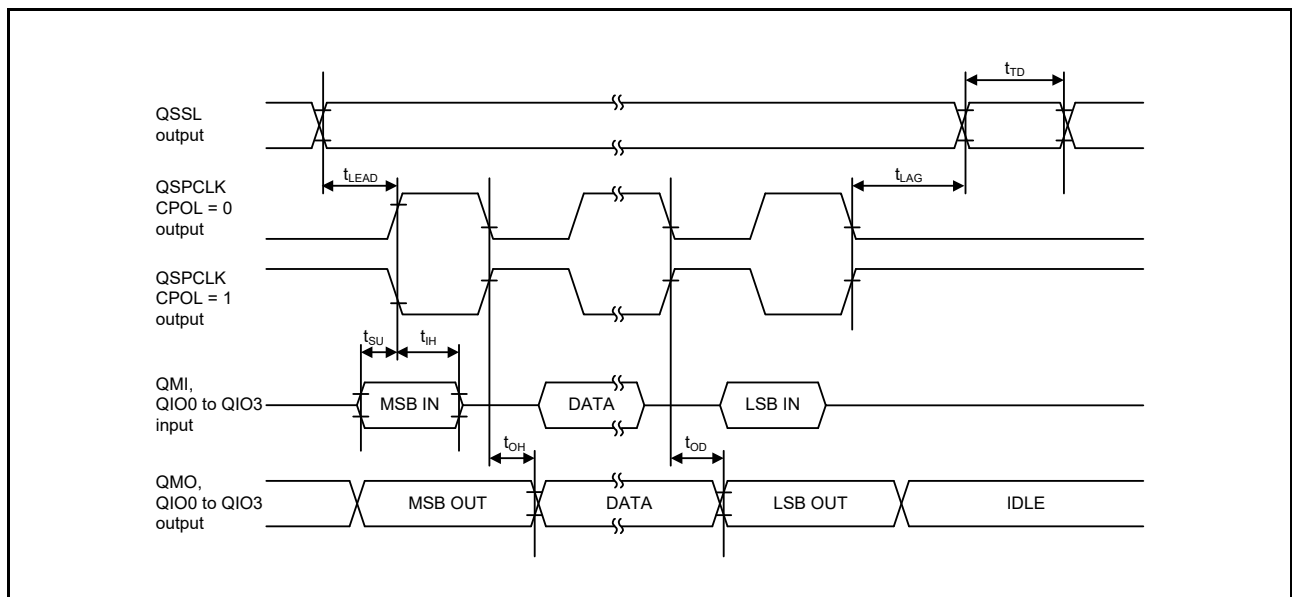 tTD
QSSL
output
tLEAD
tLAG
QSPCLK
CPOL = 0
output
QSPCLK
CPOL = 1
output
tSU
tIH
QMI,
QIO0 to QIO3
input
MSB IN
DATA
LSB IN
tOH
tOD
QMO,
QIO0 to QIO3
output
MSB OUT
DATA
LSB OUT
IDLE